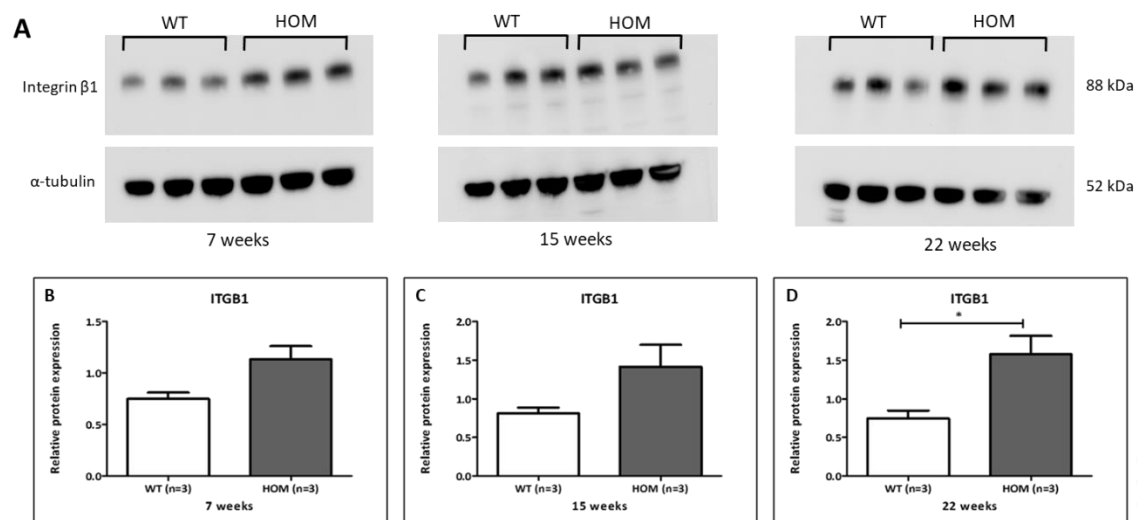 A
WT HOM
WT HOM
WT HOM
Integrin β1
88 kDa
α-tubulin
52 kDa
7 weeks
15 weeks
22 weeks
B
ITGB1
Relative protein expression
1.5
1.0
0.5
0.0
WT (n=3) HOM (n=3)
7 weeks
C
ITGB1
Relative protein expression
2.0
1.5
1.0
0.5
0.0
WT (n=3) HOM (n=3)
15 weeks
D
ITGB1
*
Relative protein expression
2.0
1.5
1.0
0.5
0.0
WT (n=3) HOM (n=3)
22 weeks